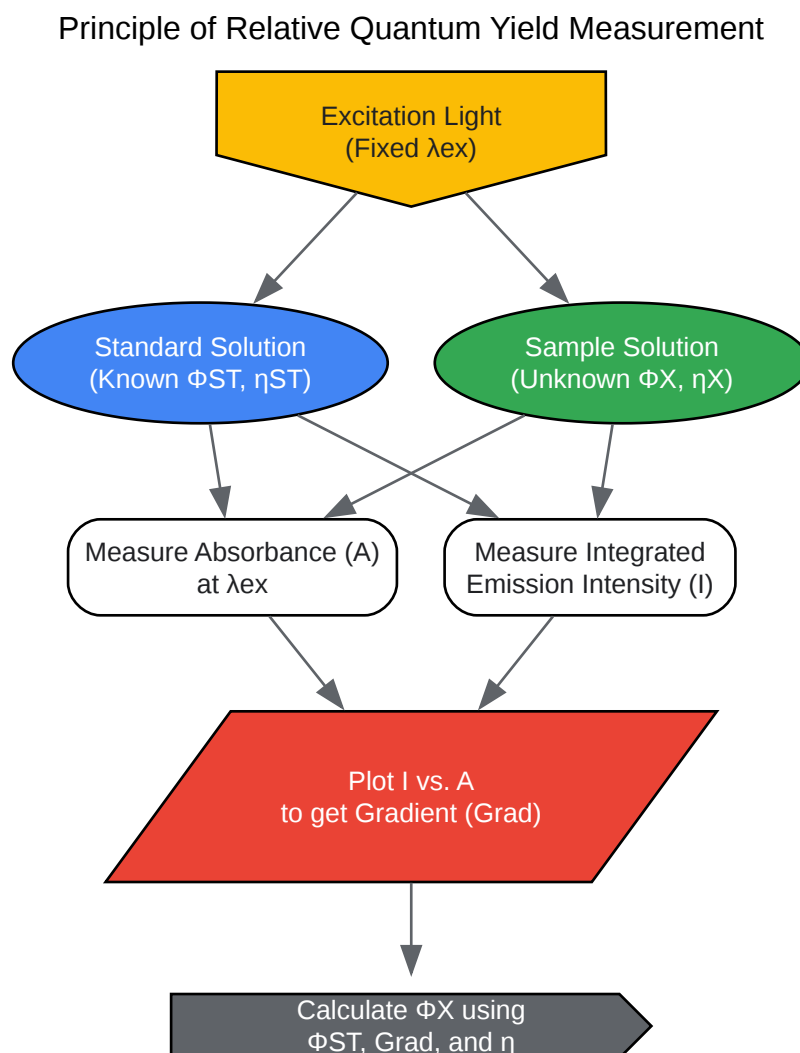 Principle of Relative Quantum Yield Measurement
Excitation Light
(Fixed λex)
Standard Solution
(Known ΦST, ηST)
Sample Solution
(Unknown ΦX, ηX)
Measure Absorbance (A)
at λex
Measure Integrated
Emission Intensity (I)
Plot I vs. A
to get Gradient (Grad)
Calculate ΦX using
ΦST, Grad, and η